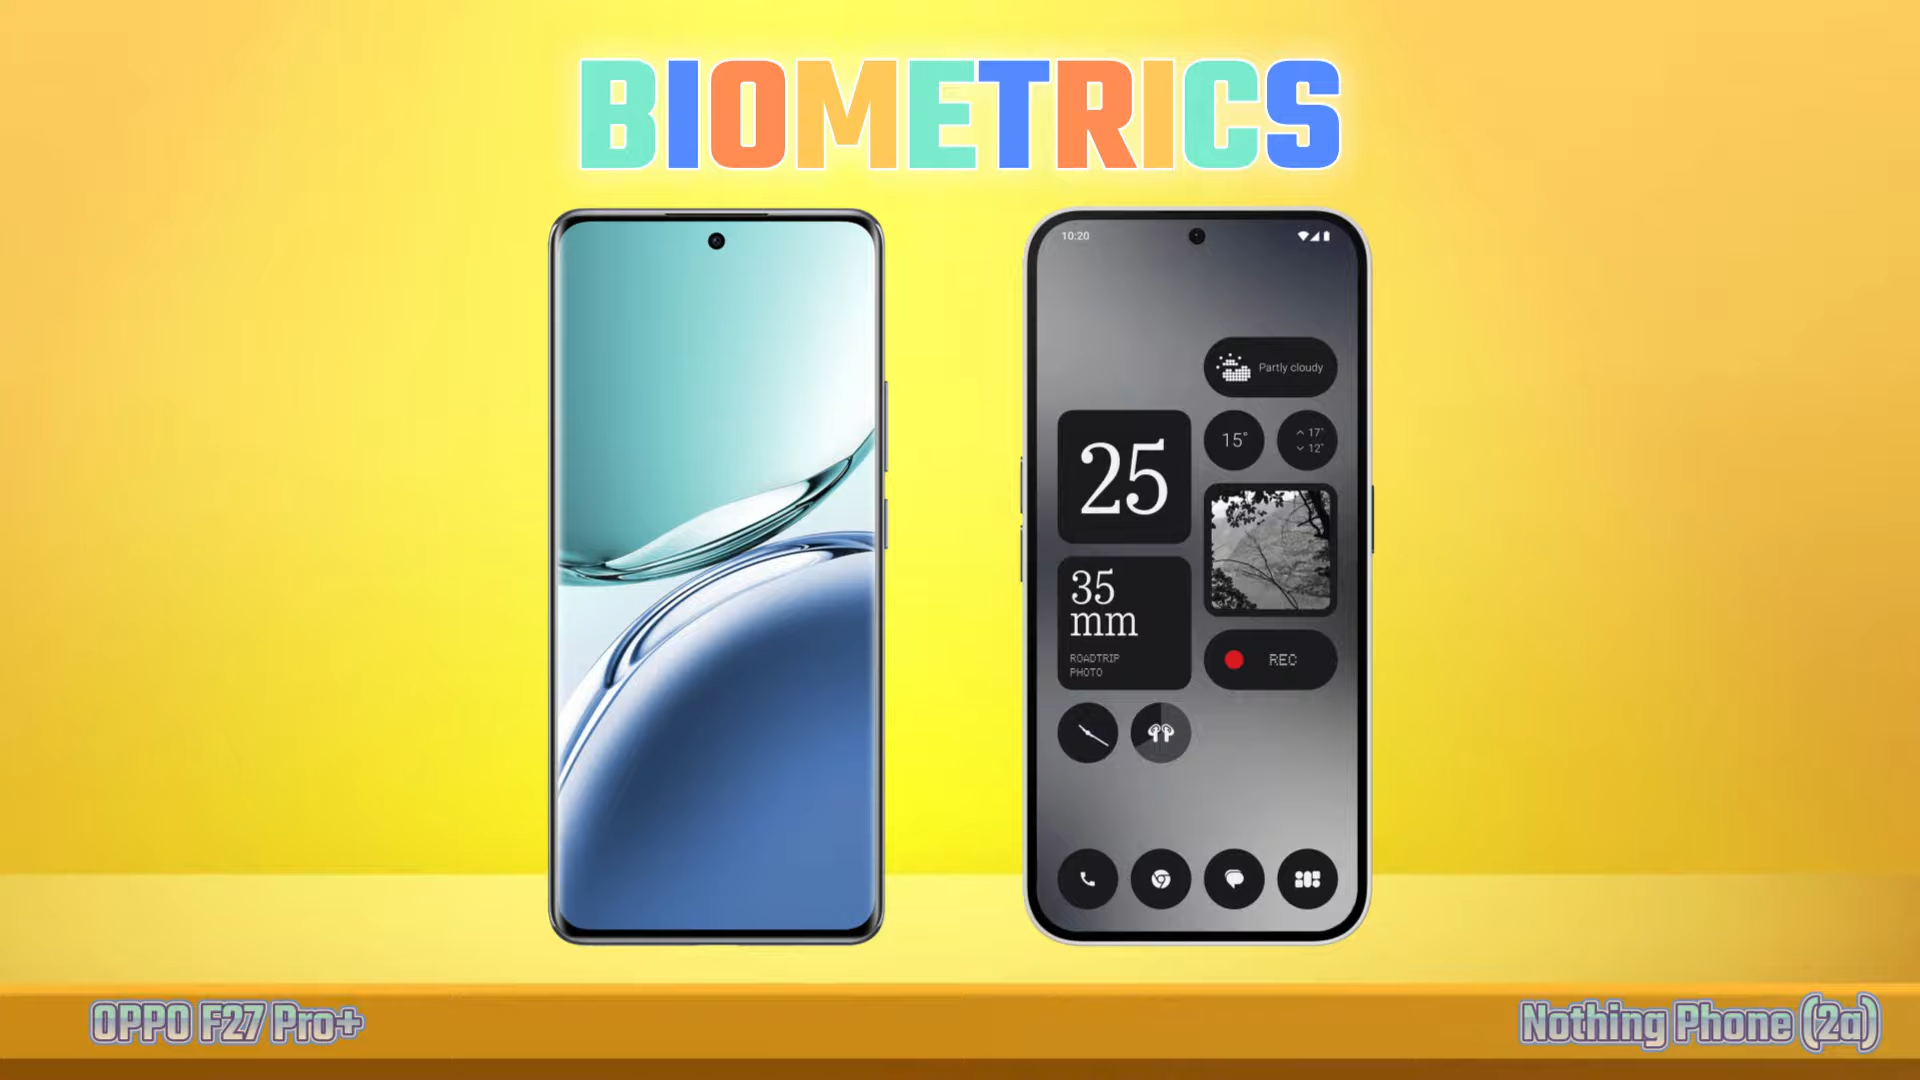 BIOMETRICS
10:20
Partly cloudy
25
15°
17°
12°
35
mm
ROADTRIP
PHOTO
REC
OPPO F27 Pro+
Nothing Phone (2a)